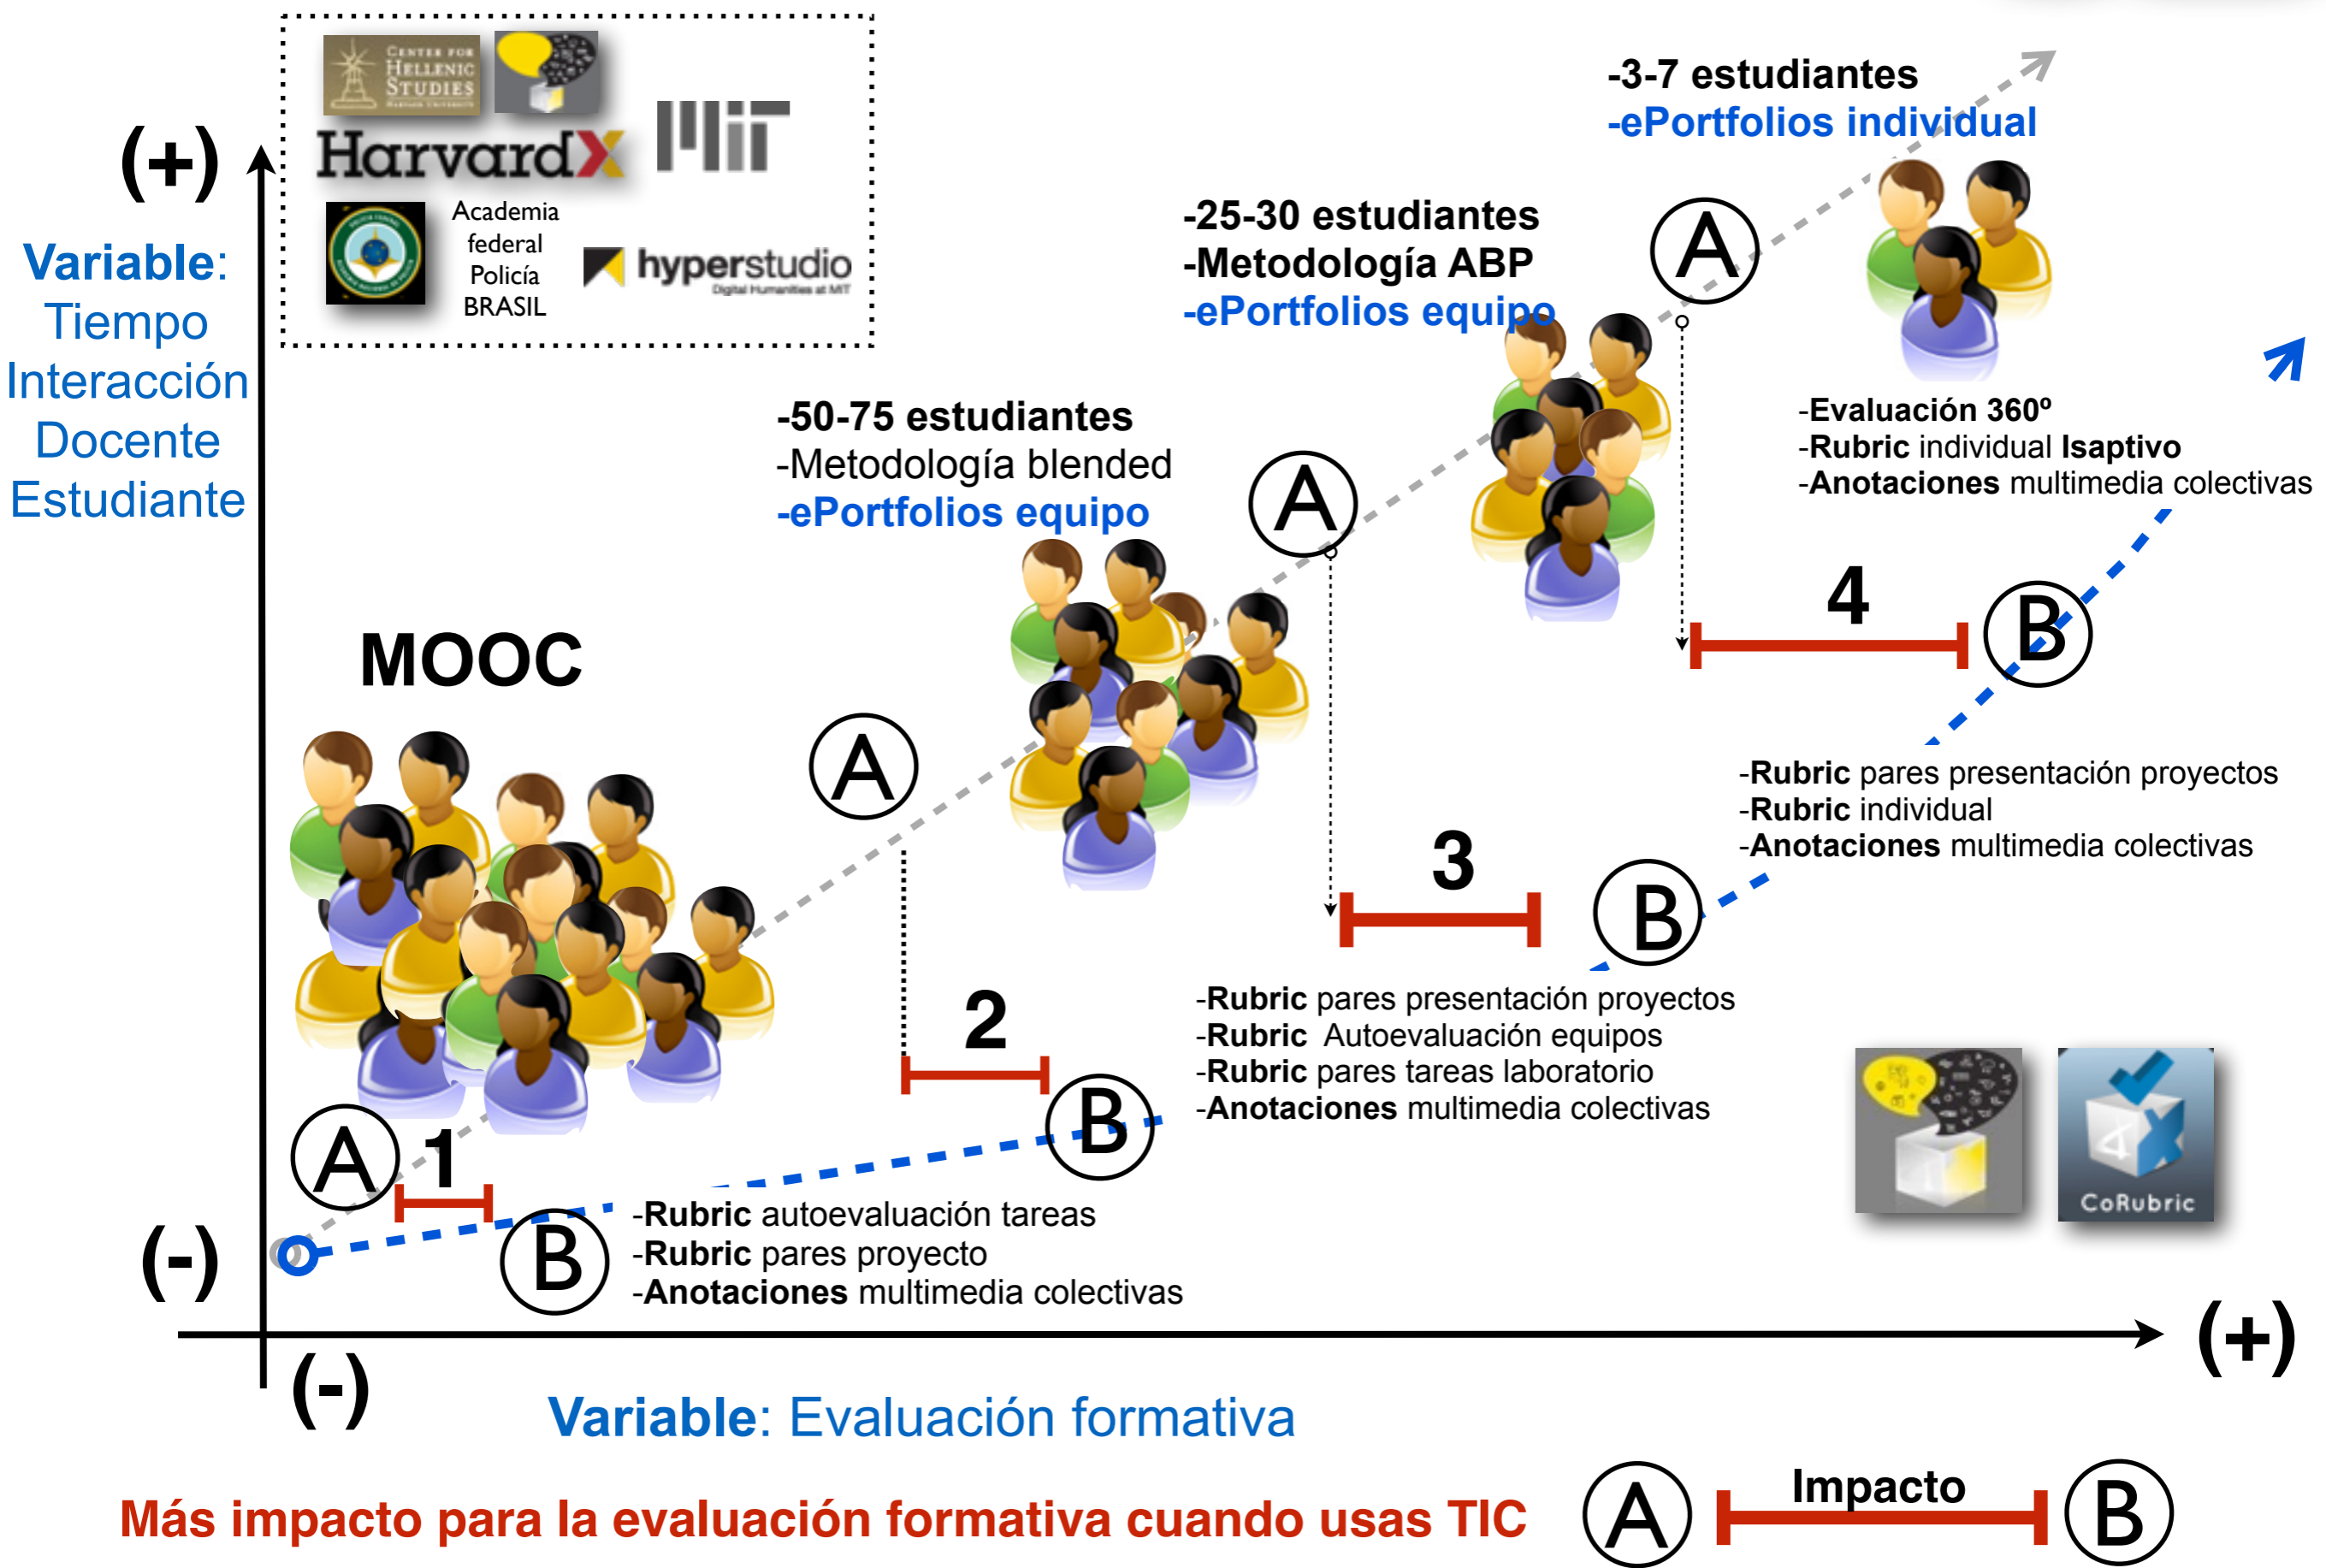 CENTER FOR
HELLENIC
STUDIES
HARVARD UNIVERSITY
HarvardX
MIT
Academia
federal
Policía
BRASIL
hyperstudio
Digital Humanities at MIT
(+)
Variable:
Tiempo
Interacción
Docente
Estudiante
-3-7 estudiantes
-ePortfolios individual
-25-30 estudiantes
-Metodología ABP
-ePortfolios equipo
A
-50-75 estudiantes
-Metodología blended
-ePortfolios equipo
A
-Evaluación 360º
-Rubric individual Isaptivo
-Anotaciones multimedia colectivas
4
B
MOOC
A
-Rubric pares presentación proyectos
-Rubric individual
-Anotaciones multimedia colectivas
3
B
2
-Rubric pares presentación proyectos
-Rubric Autoevaluación equipos
-Rubric pares tareas laboratorio
-Anotaciones multimedia colectivas
B
A
1
B
-Rubric autoevaluación tareas
-Rubric pares proyecto
-Anotaciones multimedia colectivas
4
CoRubric
(-)
(-)
(+)
Variable: Evaluación formativa
Más impacto para la evaluación formativa cuando usas TIC
A
Impacto
B